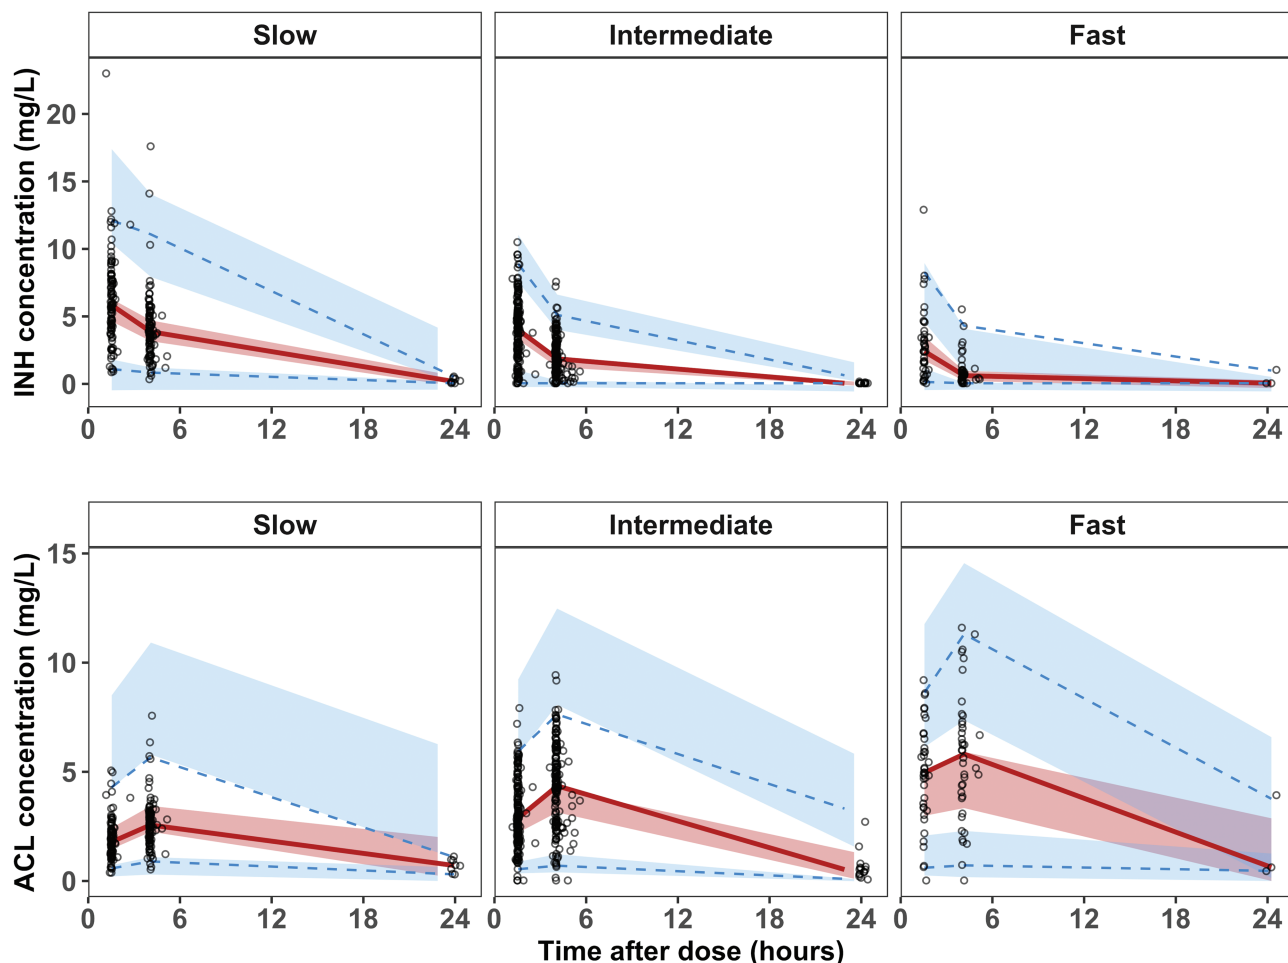 Slow Intermediate Fast
INH concentration (mg/L)
20
15
10
5
0
0 6 12 18 24 0 6 12 18 24 0 6 12 18 24
Slow Intermediate Fast
ACL concentration (mg/L)
15
10
5
0
0 6 12 18 24 0 6 12 18 24 0 6 12 18 24
Time after dose (hours)